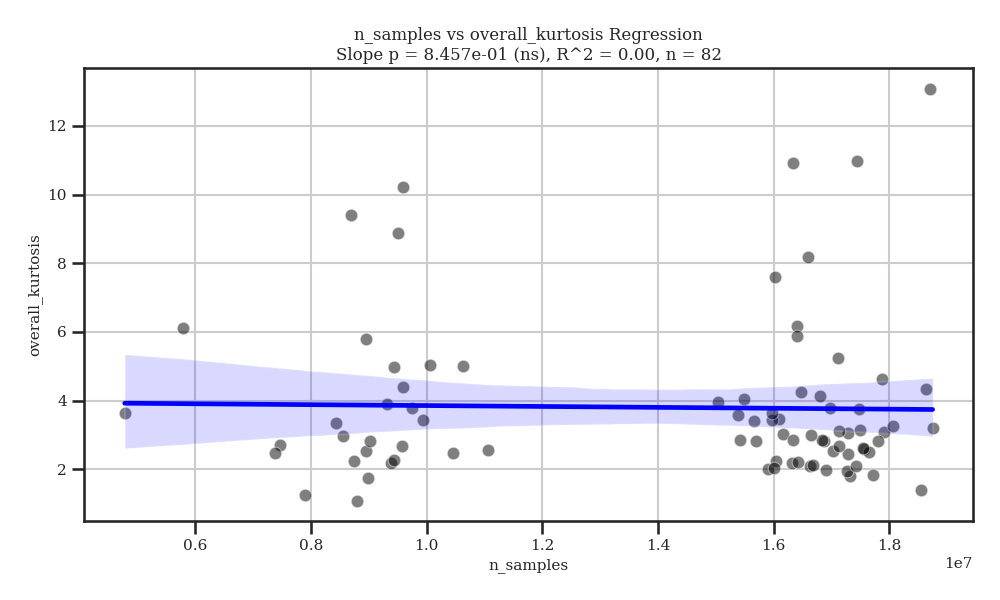 n_samples vs overall_kurtosis Regression
Slope p = 8.457e-01 (ns), R^2 = 0.00, n = 82
overall_kurtosis
12
10
8
6
4
2
0.6 0.8 1.0 1.2 1.4 1.6 1.8
1e7
n_samples